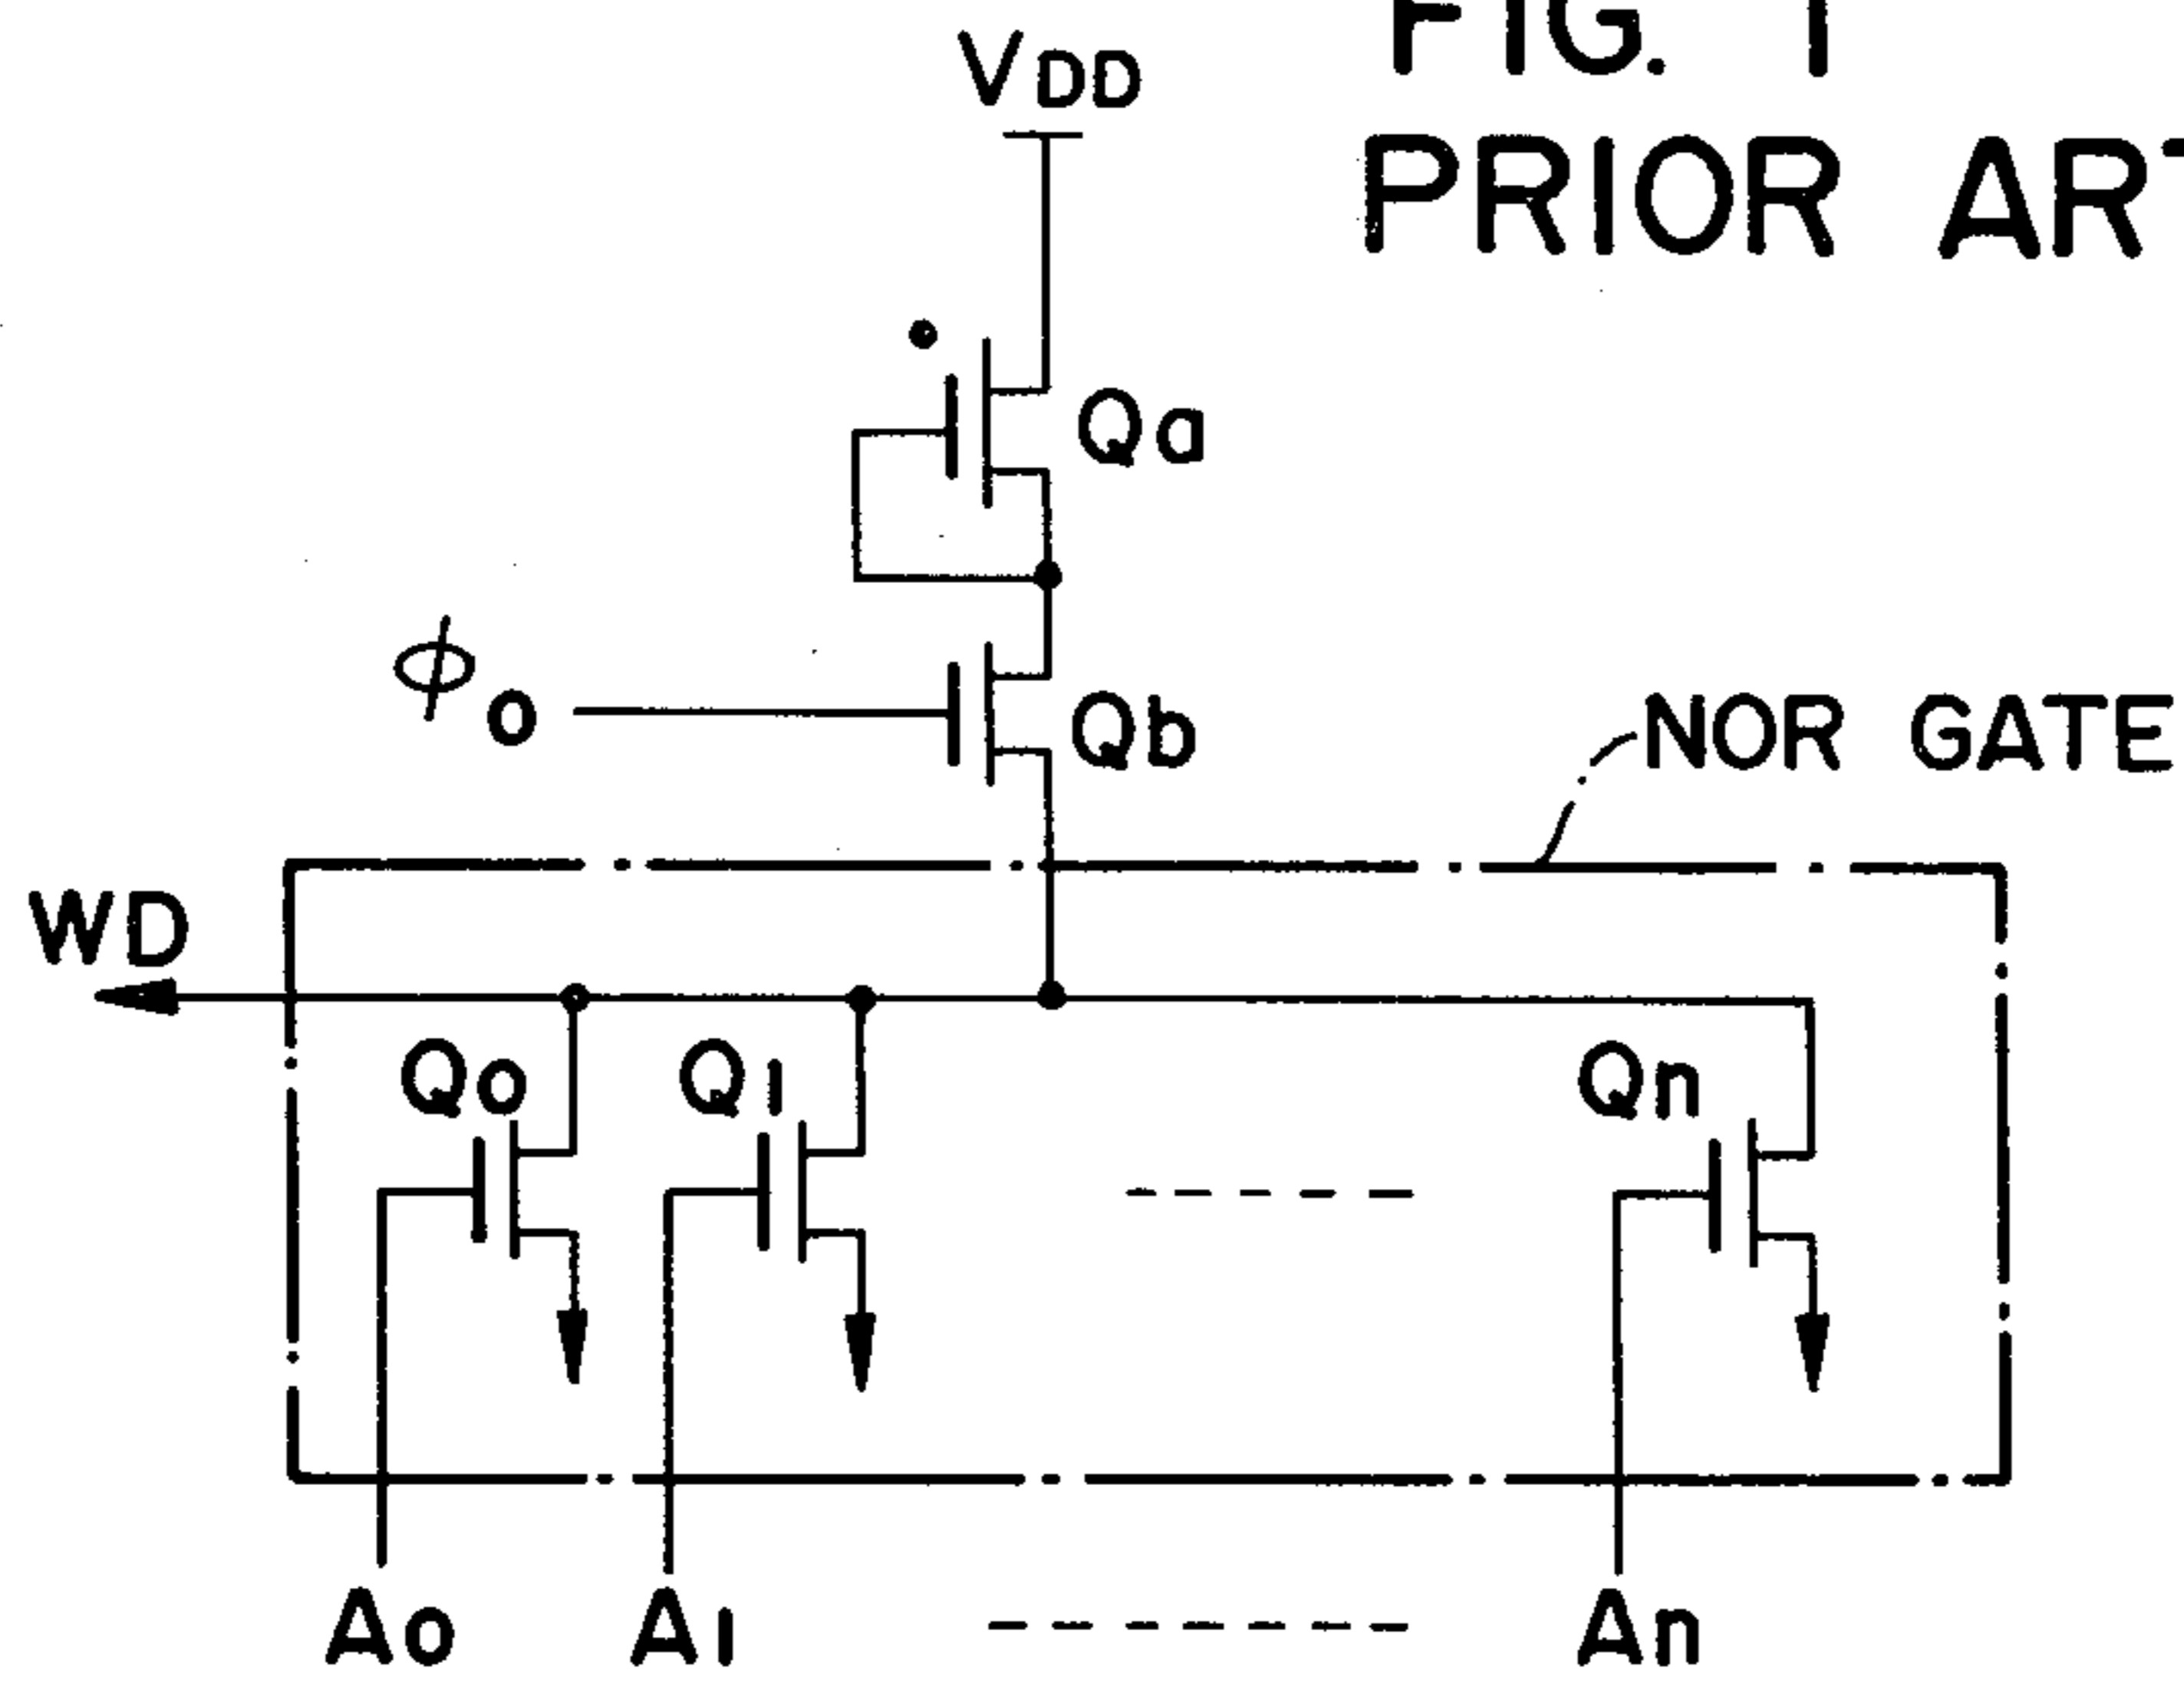 FIG. 1
PRIOR ART
VDD
Qa
ϕo
Qb
NOR GATE
WD
Qo
Q1
Qn
Ao
A1
An